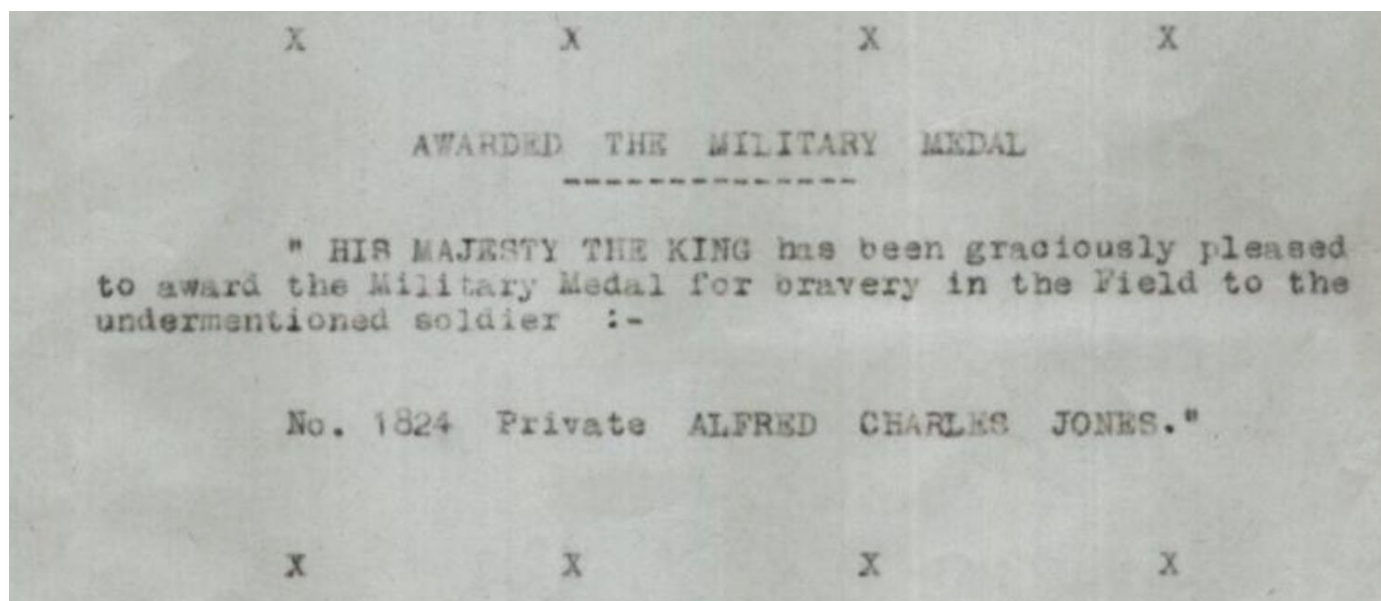 X X X X
AWARDED THE MILITARY MEDAL
--------------
" HIS MAJESTY THE KING has been graciously pleased
to award the Military Medal for bravery in the Field to the
undermentioned soldier :-
No. 1824 Private ALFRED CHARLES JONES."
X X X X